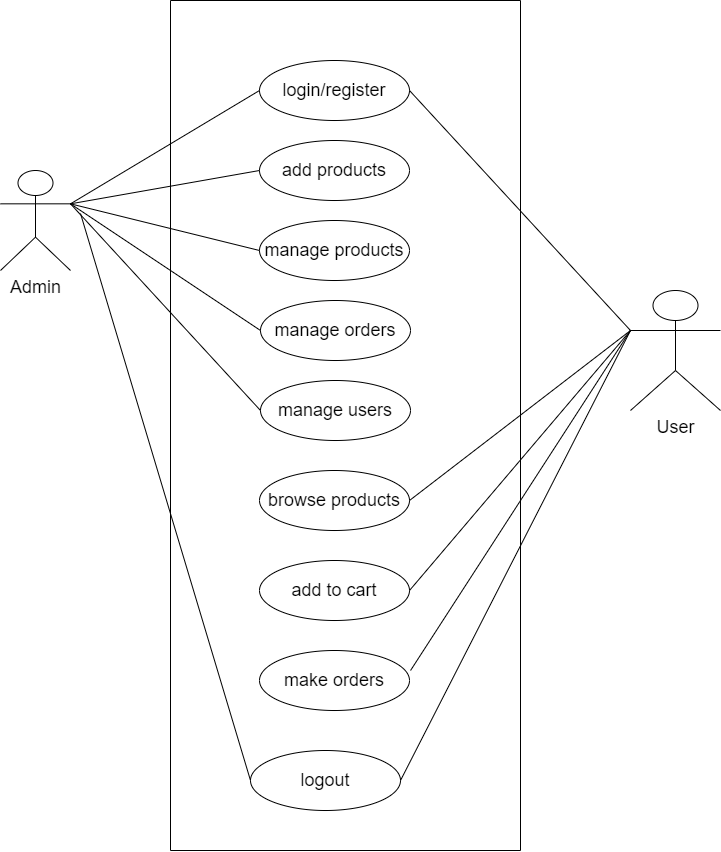 login/register
add products
manage products
Admin
manage orders
manage users
User
browse products
add to cart
make orders
logout